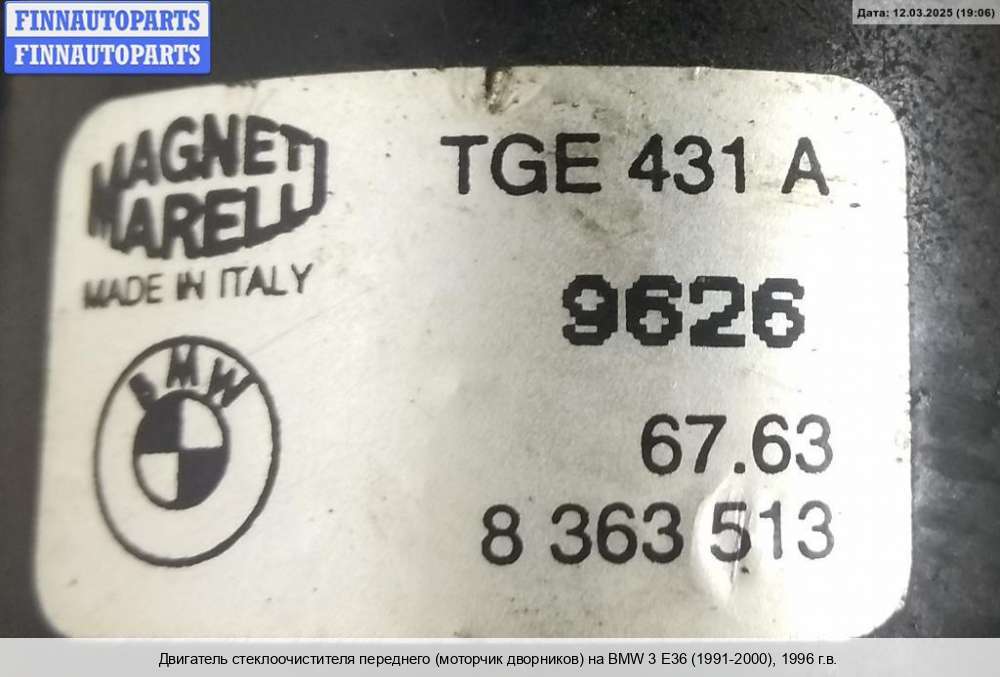 FINNAUTOPARTS
FINNAUTOPARTS
Дата: 12.03.2025 (19:06)
MAGNETI
MARELLI
MADE IN ITALY
TGE 431 A
9626
BMW
67.63
8 363 513
Двигатель стеклоочистителя переднего (моторчик дворников) на BMW 3 E36 (1991-2000), 1996 г.в.